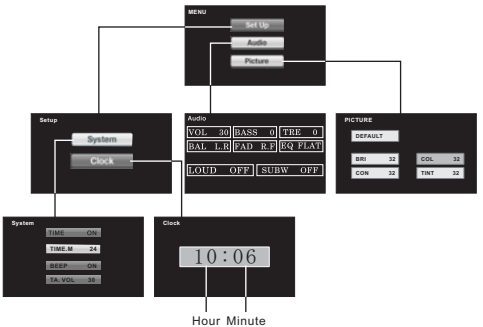 MENU
Set Up
Audio
Picture
Setup
System
Clock
Audio
VOL 30 BASS 0 TRE 0
BAL L.R FAD R.F EQ FLAT
LOUD OFF SUBW OFF
PICTURE
DEFAULT
BRI 32 COL 32
CON 32 TINT 32
System
TIME ON
TIME.M 24
BEEP ON
TA. VOL 30
Clock
10:06
Hour Minute